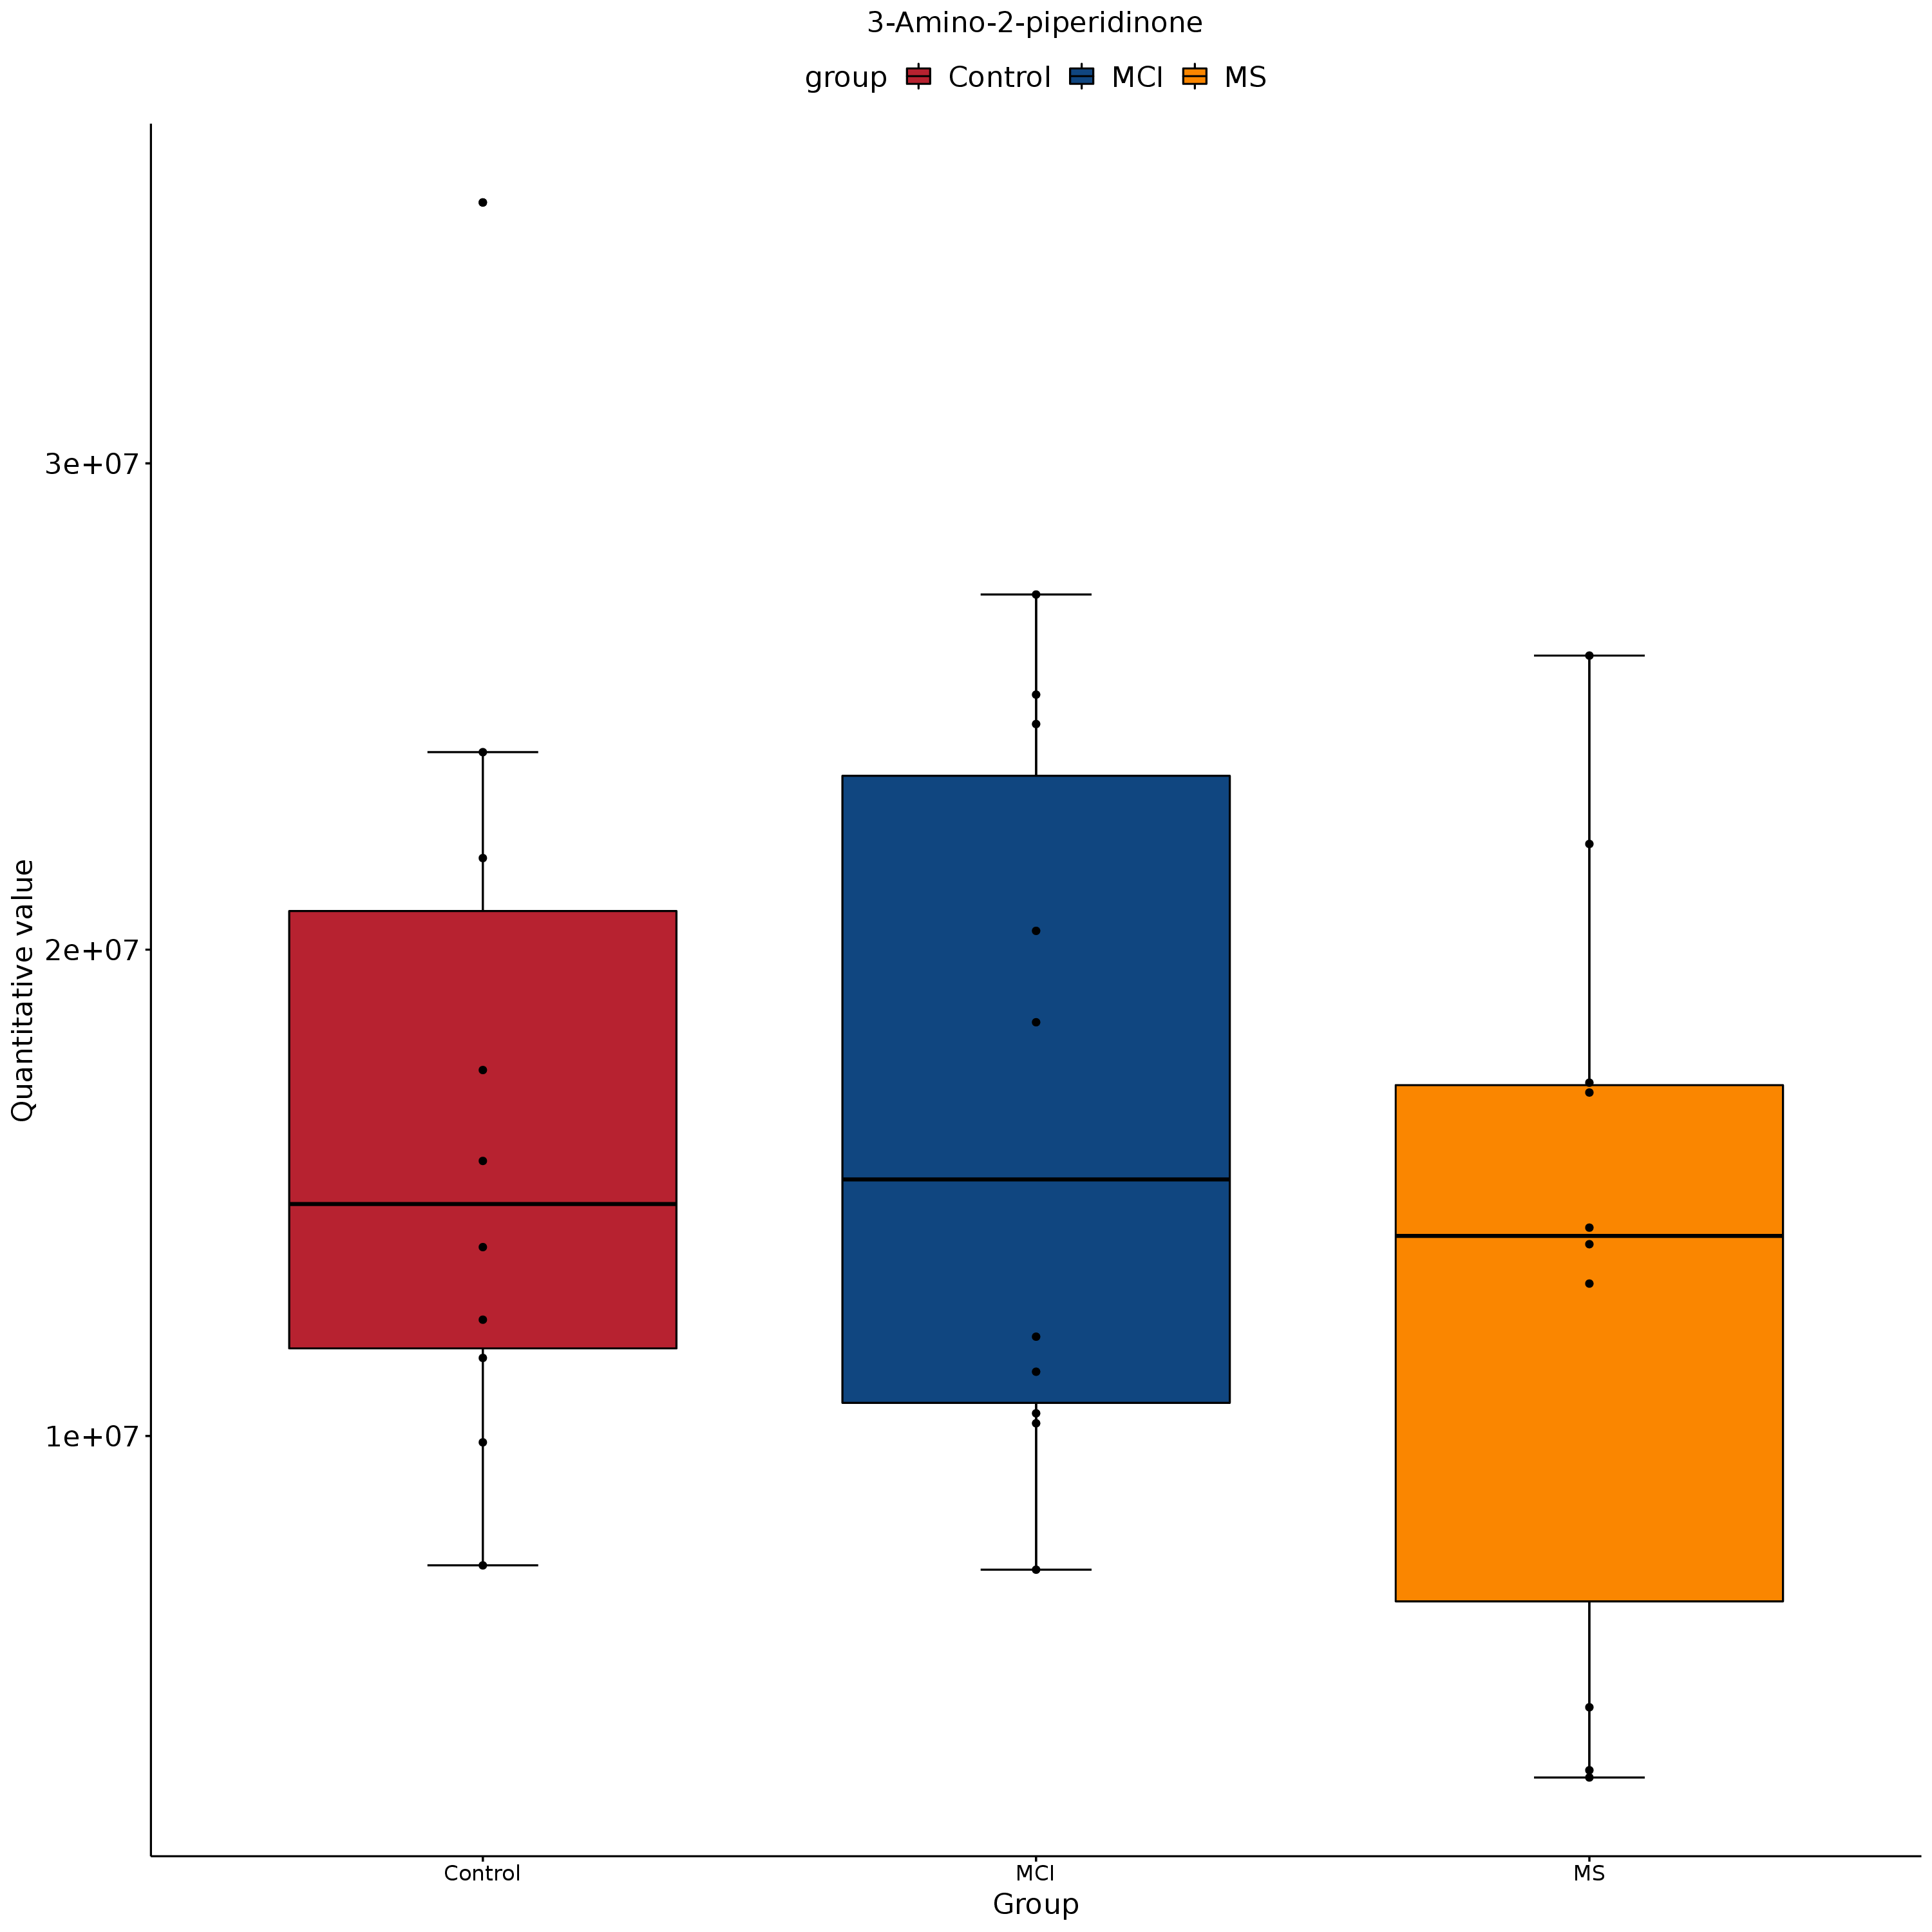 3-Amino-2-piperidinone
group Control MCI MS
Quantitative value
3e+07
2e+07
1e+07
Control MCI MS
Group